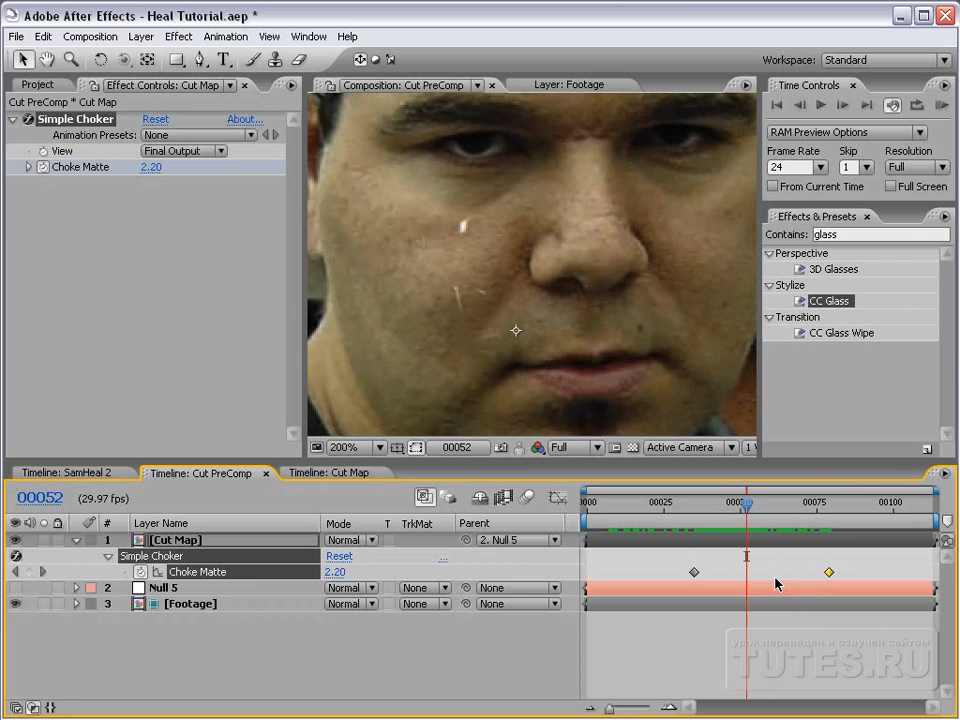 Adobe After Effects - Heal Tutorial.aep *
File Edit Composition Layer Effect Animation View Window Help
Workspace: Standard
Project Effect Controls: Cut Map
Composition: Cut PreComp Layer: Footage
Time Controls
Cut PreComp * Cut Map
Simple Choker Reset About...
Animation Presets: None
View Final Output
Choke Matte 2.20
RAM Preview Options
Frame Rate Skip Resolution
24 1 Full
From Current Time Full Screen
Effects & Presets
Contains: glass
Perspective
3D Glasses
Stylize
CC Glass
Transition
CC Glass Wipe
200% 00052 Full Active Camera 1
Timeline: SamHeal 2 Timeline: Cut PreComp Timeline: Cut Map
00052 (29.97 fps)
0000 00025 00075 00100
# Layer Name Mode T TrkMat Parent
1 [Cut Map] Normal 2. Null 5
Simple Choker Reset ...
Choke Matte 2.20
2 Null 5 Normal None None
3 [Footage] Normal None None
урок переведен и озвучен сайтом
TUTES.RU